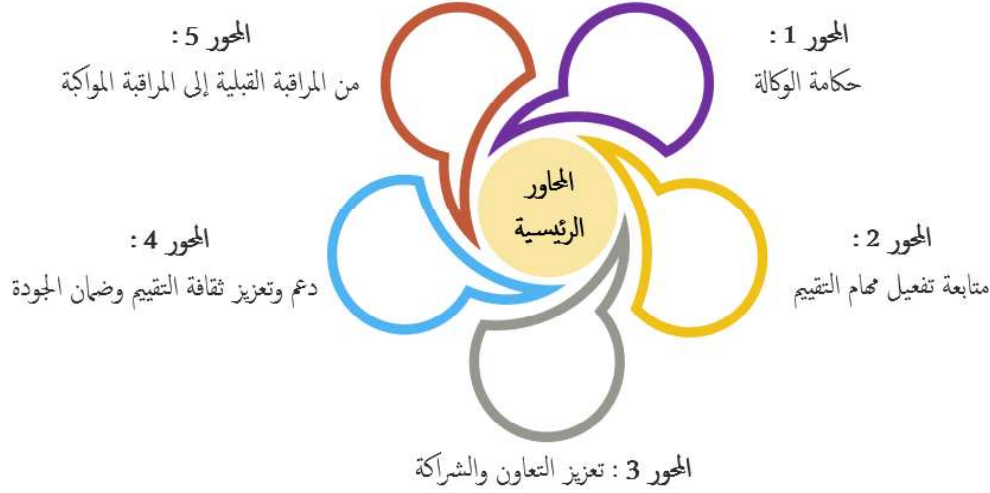 المحاور
الرئيسية
المحور 1 :
حكامة الوكالة
المحور 2 :
متابعة تفعيل مهام التقييم
المحور 3 : تعزيز التعاون والشراكة
المحور 4 :
دعم وتعزيز ثقافة التقييم وضمان الجودة
المحور 5 :
من المراقبة القبلية إلى المراقبة المواكبة